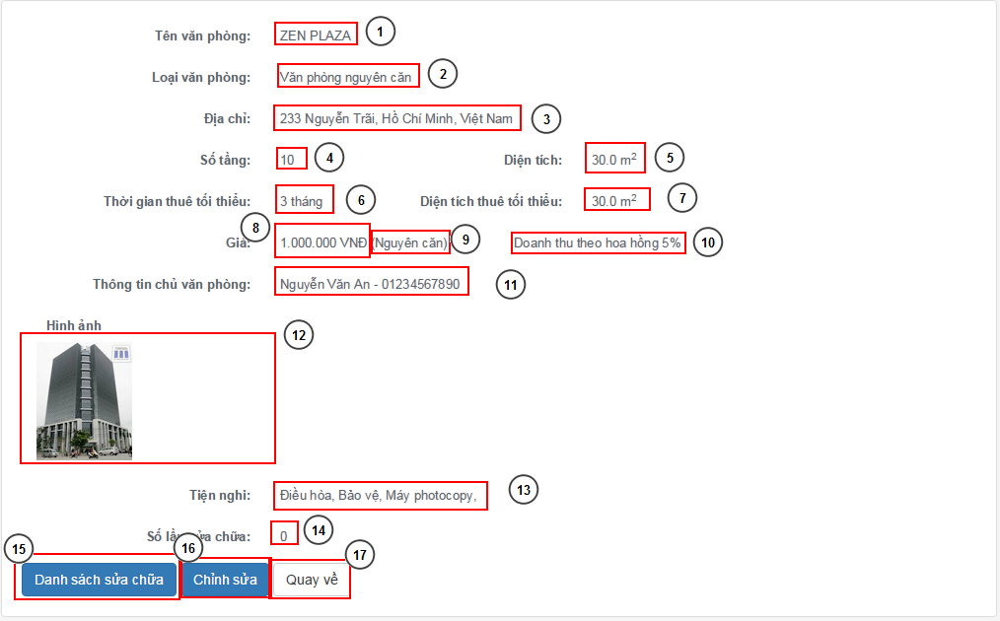 Tên văn phòng: ZEN PLAZA 1
Loại văn phòng: Văn phòng nguyên căn 2
Địa chỉ: 233 Nguyễn Trãi, Hồ Chí Minh, Việt Nam 3
Số tầng: 10 4 Diện tích: 30.0 m² 5
Thời gian thuê tối thiểu: 3 tháng 6 Diện tích thuê tối thiểu: 30.0 m² 7
8 Giá: 1.000.000 VNĐ (Nguyên căn) 9 Doanh thu theo hoa hồng 5% 10
Thông tin chủ văn phòng: Nguyễn Văn An - 01234567890 11
Hình ảnh 12
Tiện nghi: Điều hòa, Bảo vệ, Máy photocopy, 13
Số lần sửa chữa: 0 14
15 16 17
Danh sách sửa chữa Chỉnh sửa Quay về